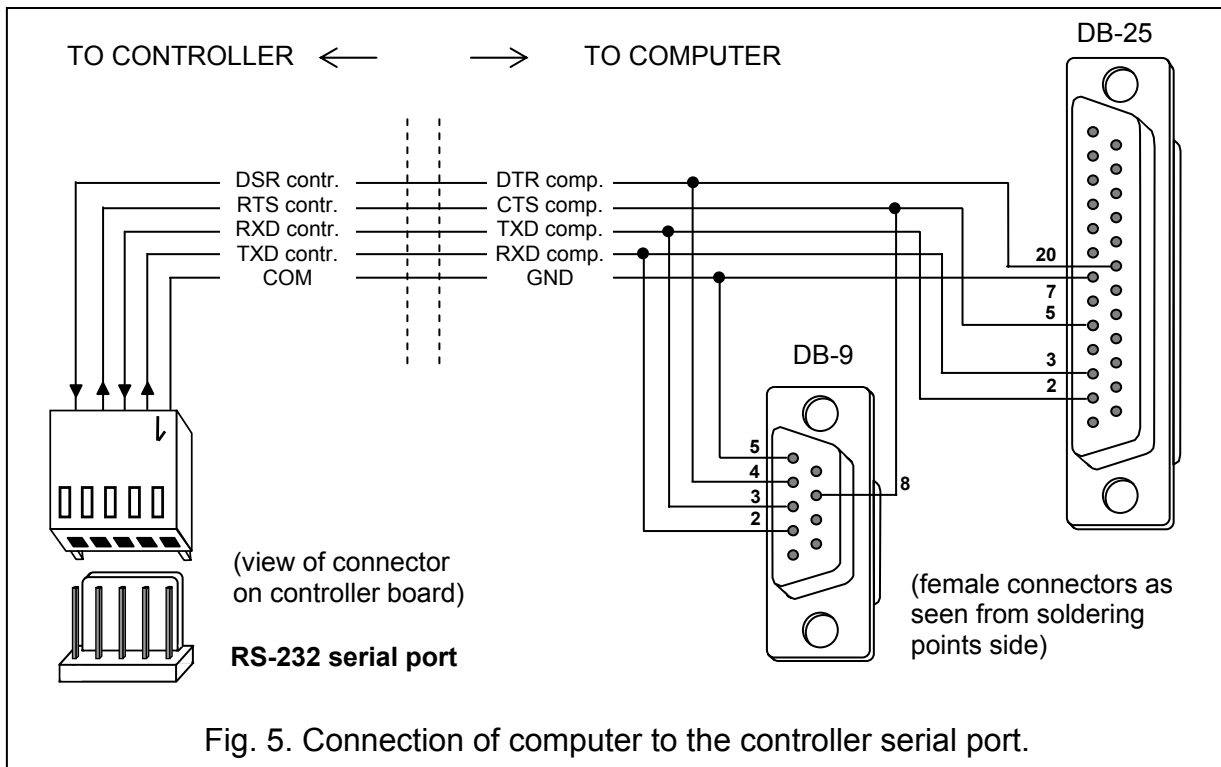 DB-25
TO CONTROLLER
TO COMPUTER
DSR contr.
DTR comp.
RTS contr.
CTS comp.
RXD contr.
TXD comp.
TXD contr.
RXD comp.
COM
GND
20
7
5
3
2
DB-9
5
4
3
2
8
(view of connector
on controller board)
RS-232 serial port
(female connectors as
seen from soldering
points side)
Fig. 5. Connection of computer to the controller serial port.